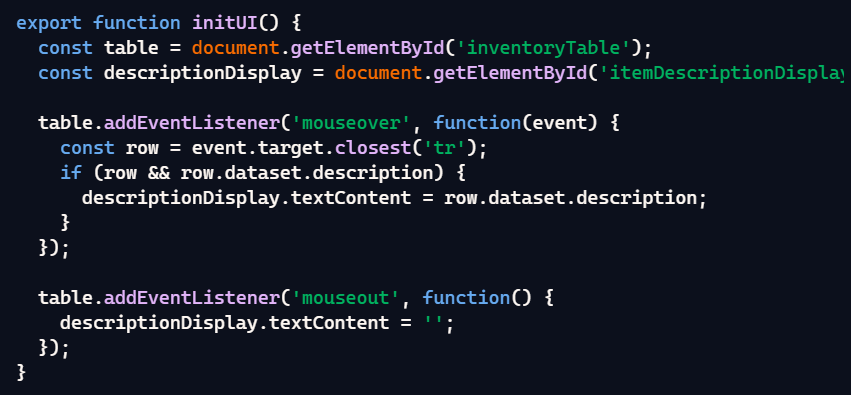 export function initUI() {
  const table = document.getElementById('inventoryTable');
  const descriptionDisplay = document.getElementById('itemDescriptionDisplay

  table.addEventListener('mouseover', function(event) {
    const row = event.target.closest('tr');
    if (row && row.dataset.description) {
      descriptionDisplay.textContent = row.dataset.description;
    }
  });

  table.addEventListener('mouseout', function() {
    descriptionDisplay.textContent = '';
  });
}